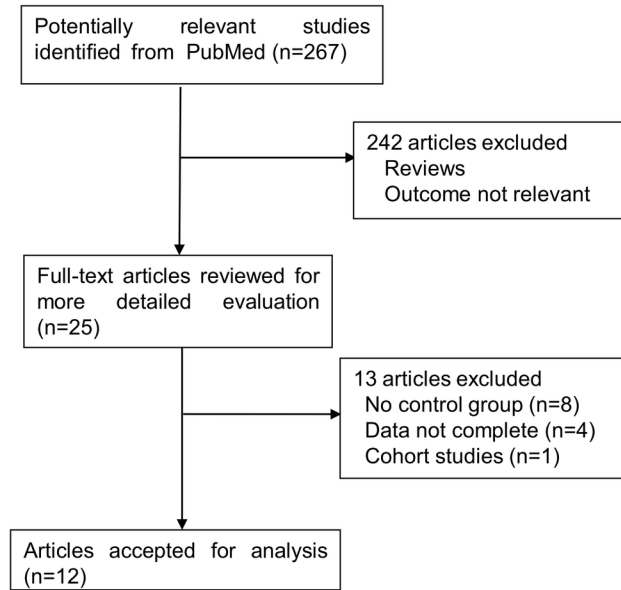 Potentially relevant studies
identified from PubMed (n=267)
242 articles excluded
Reviews
Outcome not relevant
Full-text articles reviewed for
more detailed evaluation
(n=25)
13 articles excluded
No control group (n=8)
Data not complete (n=4)
Cohort studies (n=1)
Articles accepted for analysis
(n=12)